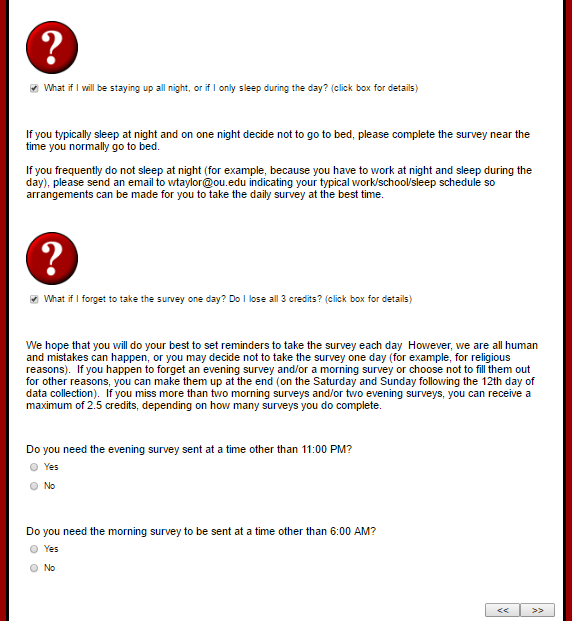 ?
What if I will be staying up all night, or if I only sleep during the day? (click box for details)
If you typically sleep at night and on one night decide not to go to bed, please complete the survey near the
time you normally go to bed.
If you frequently do not sleep at night (for example, because you have to work at night and sleep during the
day), please send an email to wtaylor@ou.edu indicating your typical work/school/sleep schedule so
arrangements can be made for you to take the daily survey at the best time.
?
What if I forget to take the survey one day? Do I lose all 3 credits? (click box for details)
We hope that you will do your best to set reminders to take the survey each day  However, we are all human
and mistakes can happen, or you may decide not to take the survey one day (for example, for religious
reasons).  If you happen to forget an evening survey and/or a morning survey or choose not to fill them out
for other reasons, you can make them up at the end (on the Saturday and Sunday following the 12th day of
data collection).  If you miss more than two morning surveys and/or two evening surveys, you can receive a
maximum of 2.5 credits, depending on how many surveys you do complete.
Do you need the evening survey sent at a time other than 11:00 PM?
Yes
No
Do you need the morning survey to be sent at a time other than 6:00 AM?
Yes
No
<< >>